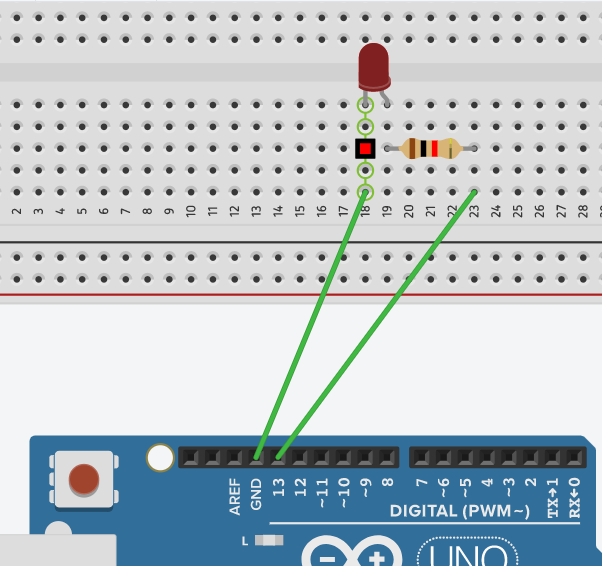 2 3 4 5 6 7 8 9 10 11 12 13 14 15 16 17 18 19 20 21 22 23 24 25 26 27 28
AREF GND 13 12 ~11 ~10 ~9 8 7 ~6 ~5 4 ~3 2 TX→1 RX←0
DIGITAL (PWM~)
L
UNO